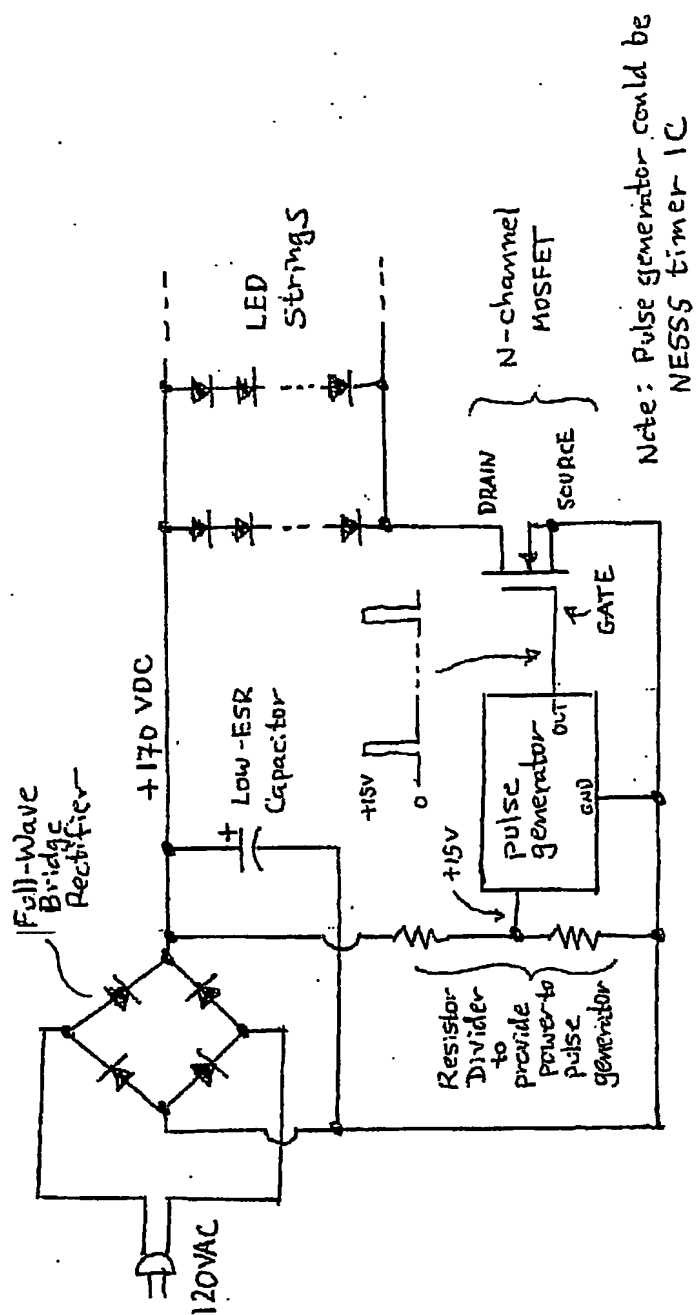 120VAC
Full-Wave
Bridge
Rectifier
+170 VDC
+
Low-ESR
Capacitor
LED
Strings
+15V
0
Resistor
Divider
to
provide
power to
pulse
generator
+15V
pulse
generator
OUT
GND
GATE
DRAIN
SOURCE
N-channel
MOSFET
Note: Pulse generator could be
NE555 timer IC